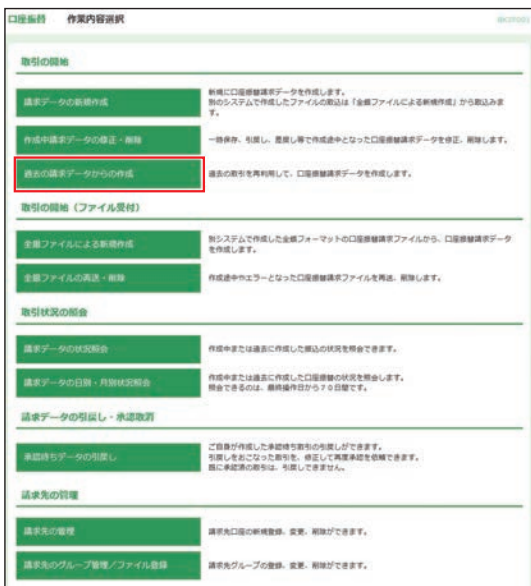 口座振替 作業内容選択
取引の開始
請求データの新規作成
新規に口座振替請求データを作成します。
別のシステムで作成したファイルの取込は「全銀ファイルによる新規作成」から取込みま
す。
作成中請求データの修正・削除
一時保存、引戻し、差戻し等で作成途中となった口座振替請求データを修正、削除します。
過去の請求データからの作成
過去の取引を再利用して、口座振替請求データを作成します。
取引の開始（ファイル受付）
全銀ファイルによる新規作成
別システムで作成した全銀フォーマットの口座振替請求ファイルから、口座振替請求データ
を作成します。
全銀ファイルの再送・削除
作成途中やエラーとなった口座振替請求ファイルを再送、削除します。
取引状況の照会
請求データの状況照会
作成中または過去に作成した振込の状況を照会できます。
請求データの日別・月別状況照会
作成中または過去に作成した口座振替の状況を照会します。
照会できるのは、最終操作日から７０日間です。
請求データの引戻し・承認取消
承認待ちデータの引戻し
ご自身が作成した承認待ち取引の引戻しができます。
引戻しをおこなった取引を、修正して再度承認を依頼できます。
既に承認済の取引は、引戻しできません。
請求先の管理
請求先の管理
請求先口座の新規登録、変更、削除ができます。
請求先のグループ管理／ファイル登録
請求先グループの登録、変更、削除ができます。